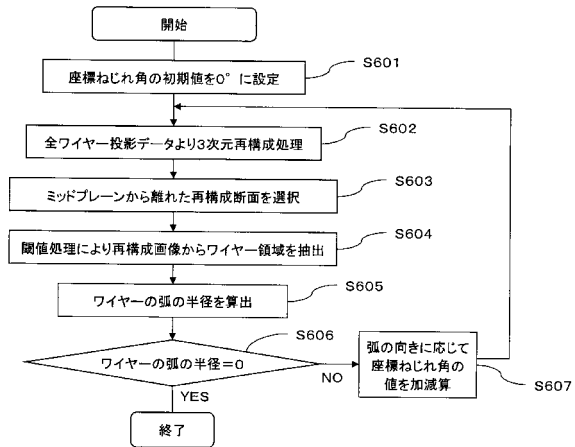 開始
座標ねじれ角の初期値を0°に設定
S601
全ワイヤー投影データより3次元再構成処理
S602
ミッドプレーンから離れた再構成断面を選択
S603
閾値処理により再構成画像からワイヤー領域を抽出
S604
ワイヤーの弧の半径を算出
S605
ワイヤーの弧の半径=0
S606
NO
弧の向きに応じて
座標ねじれ角の
値を加減算
S607
YES
終了